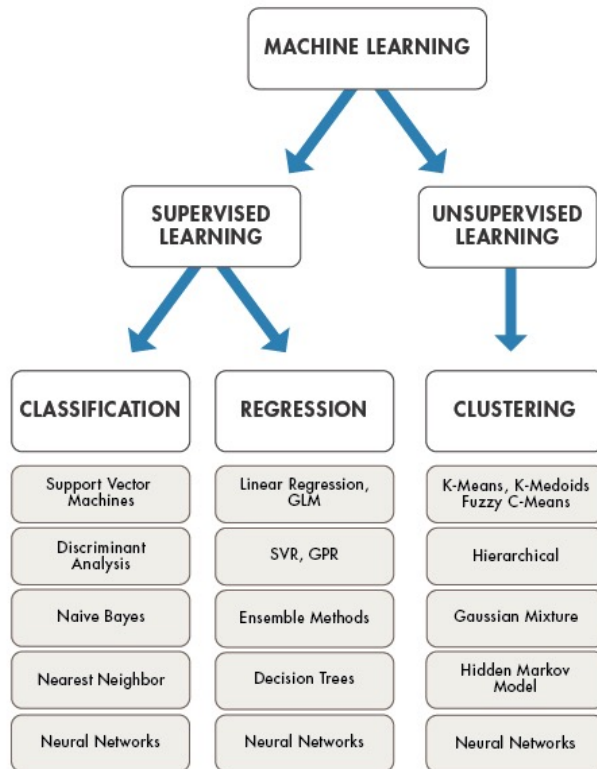 MACHINE LEARNING
SUPERVISED
LEARNING
UNSUPERVISED
LEARNING
CLASSIFICATION
REGRESSION
CLUSTERING
Support Vector
Machines
Linear Regression,
GLM
K-Means, K-Medoids
Fuzzy C-Means
Discriminant
Analysis
SVR, GPR
Hierarchical
Naive Bayes
Ensemble Methods
Gaussian Mixture
Nearest Neighbor
Decision Trees
Hidden Markov
Model
Neural Networks
Neural Networks
Neural Networks